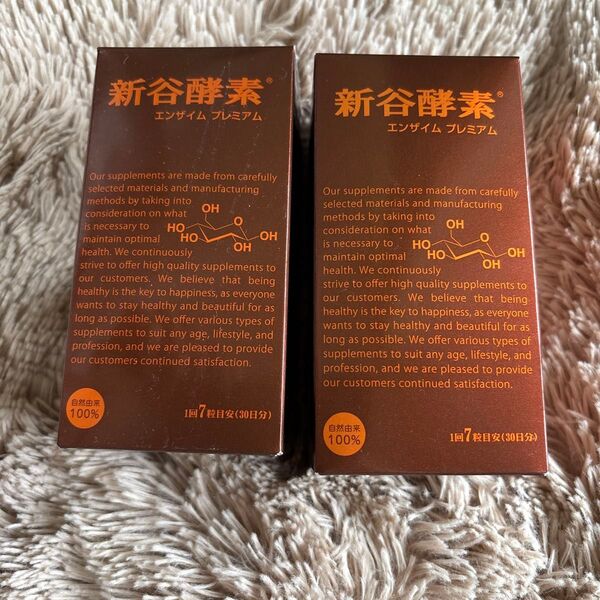 新谷酵素®
エンザイム プレミアム
Our supplements are made from carefully
selected materials and manufacturing
methods by taking into
consideration on what
is necessary to
maintain optimal
health. We continuously
strive to offer high quality supplements to
our customers. We believe that being
healthy is the key to happiness, as everyone
wants to stay healthy and beautiful for as
long as possible. We offer various types of
supplements to suit any age, lifestyle, and
profession, and we are pleased to provide
our customers continued satisfaction.
OH
HO
O
HO
OH
OH
自然由来
100%
1回7粒目安(30日分)
新谷酵素®
エンザイム プレミアム
Our supplements are made from carefully
selected materials and manufacturing
methods by taking into
consideration on what
is necessary to
maintain optimal
health. We continuously
strive to offer high quality supplements to
our customers. We believe that being
healthy is the key to happiness, as everyone
wants to stay healthy and beautiful for as
long as possible. We offer various types of
supplements to suit any age, lifestyle, and
profession, and we are pleased to provide
our customers continued satisfaction.
OH
HO
O
HO
OH
OH
自然由来
100%
1回7粒目安(30日分)